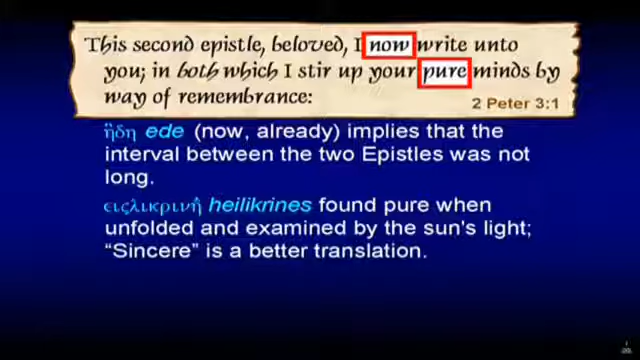 This second epistle, beloved, I now write unto
you; in both which I stir up your pure minds by
way of remembrance:
2 Peter 3:1
ἤδη ede (now, already) implies that the
interval between the two Epistles was not
long.
ειςλικρινή heilikrines found pure when
unfolded and examined by the sun's light;
“Sincere” is a better translation.